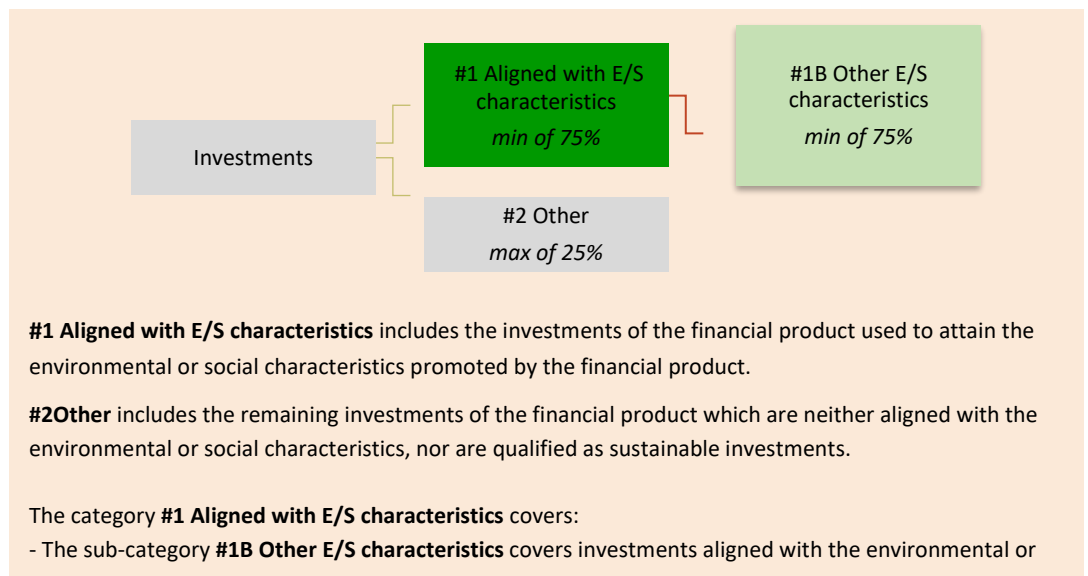 #1 Aligned with E/S
characteristics
min of 75%
#1B Other E/S
characteristics
min of 75%
Investments
#2 Other
max of 25%
#1 Aligned with E/S characteristics includes the investments of the financial product used to attain the
environmental or social characteristics promoted by the financial product.
#2Other includes the remaining investments of the financial product which are neither aligned with the
environmental or social characteristics, nor are qualified as sustainable investments.
The category #1 Aligned with E/S characteristics covers:
- The sub-category #1B Other E/S characteristics covers investments aligned with the environmental or